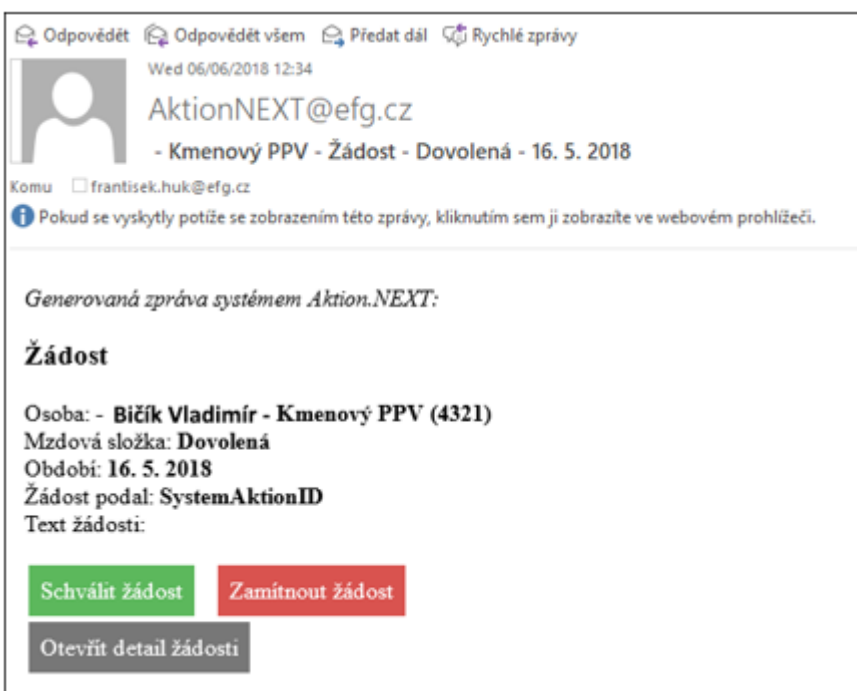 Odpovědět Odpovědět všem Předat dál Rychlé zprávy
Wed 06/06/2018 12:34
AktionNEXT@efg.cz
- Kmenový PPV - Žádost - Dovolená - 16. 5. 2018
Komu frantisek.huk@efg.cz
Pokud se vyskytly potíže se zobrazením této zprávy, kliknutím sem ji zobrazíte ve webovém prohlížeči.
Generovaná zpráva systémem Aktion.NEXT:
Žádost
Osoba: - Bičík Vladimír - Kmenový PPV (4321)
Mzdová složka: Dovolená
Období: 16. 5. 2018
Žádost podal: SystemAktionID
Text žádosti:
Schválit žádost Zamítnout žádost
Otevřít detail žádosti